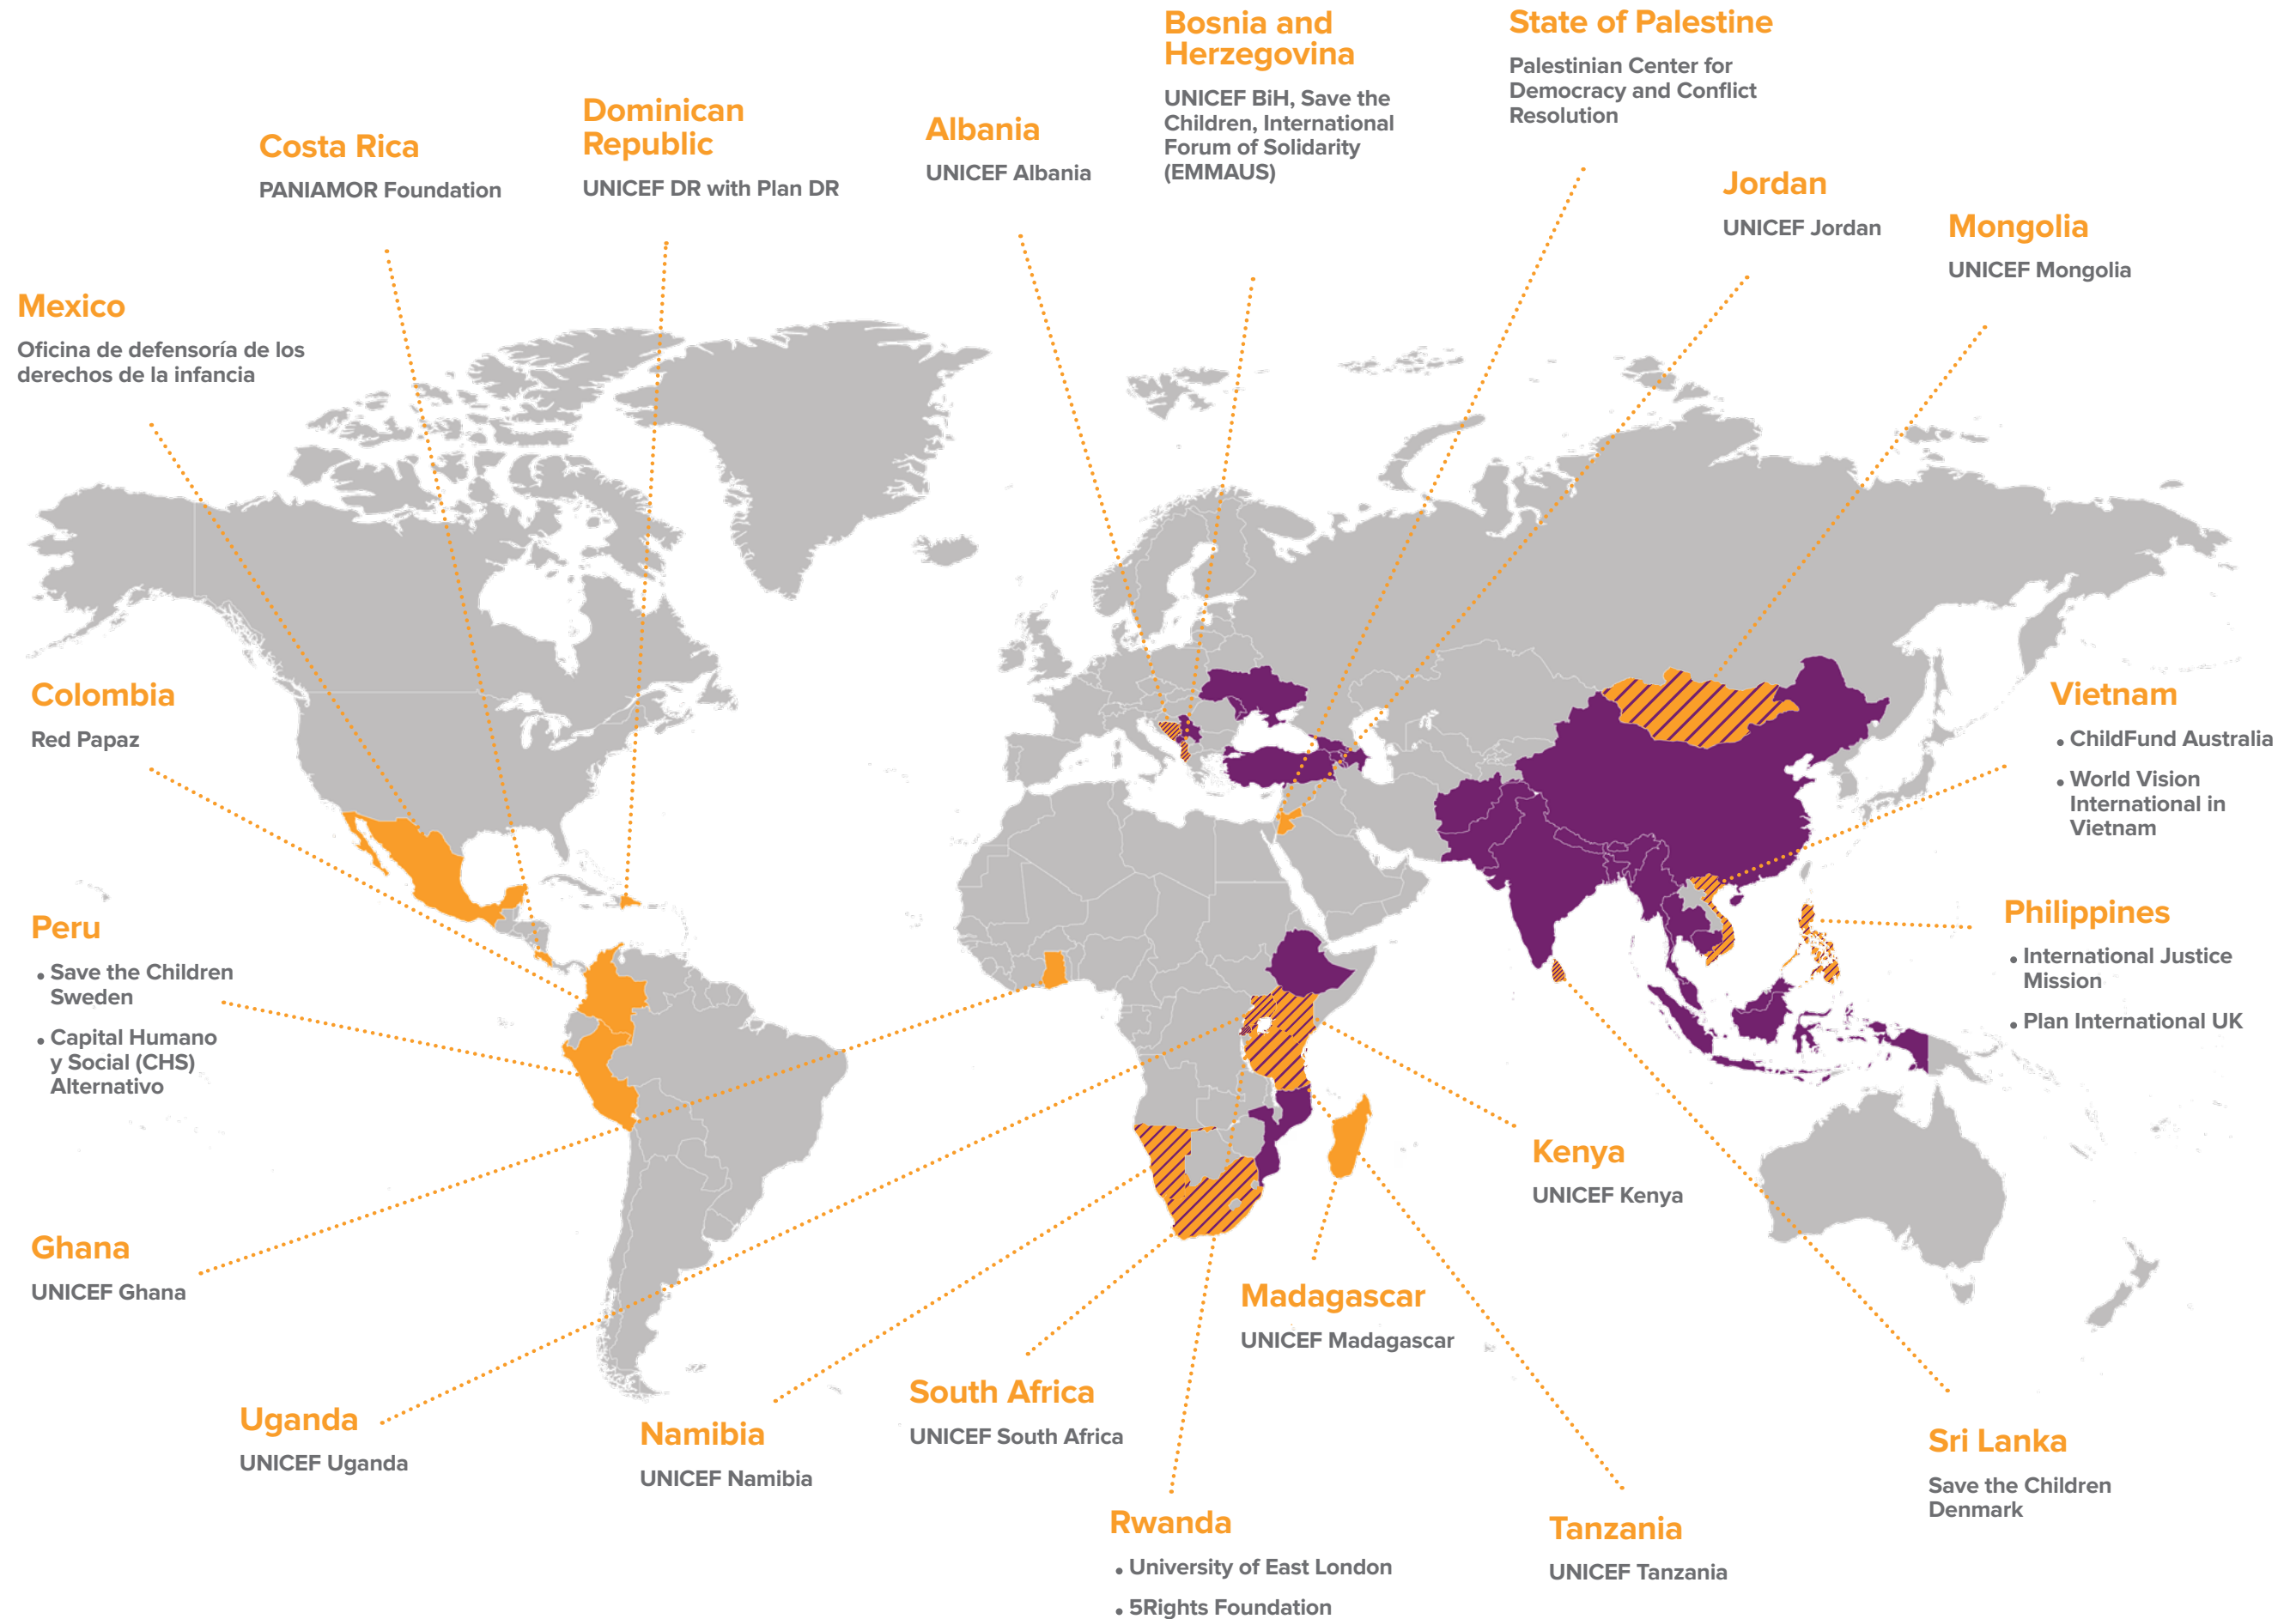 Bosnia and
Herzegovina
UNICEF BiH, Save the
Children, International
Forum of Solidarity
(EMMAUS)
State of Palestine
Palestinian Center for
Democracy and Conflict
Resolution
Dominican
Republic
UNICEF DR with Plan DR
Albania
UNICEF Albania
Costa Rica
PANIAMOR Foundation
Jordan
UNICEF Jordan
Mongolia
UNICEF Mongolia
Mexico
Oficina de defensoría de los
derechos de la infancia
Colombia
Red Papaz
Vietnam
• ChildFund Australia
• World Vision
International in
Vietnam
Peru
• Save the Children
Sweden
• Capital Humano
y Social (CHS)
Alternativo
Philippines
• International Justice
Mission
• Plan International UK
Kenya
UNICEF Kenya
Ghana
UNICEF Ghana
Madagascar
UNICEF Madagascar
South Africa
UNICEF South Africa
Uganda
UNICEF Uganda
Namibia
UNICEF Namibia
Sri Lanka
Save the Children
Denmark
Rwanda
• University of East London
• 5Rights Foundation
Tanzania
UNICEF Tanzania